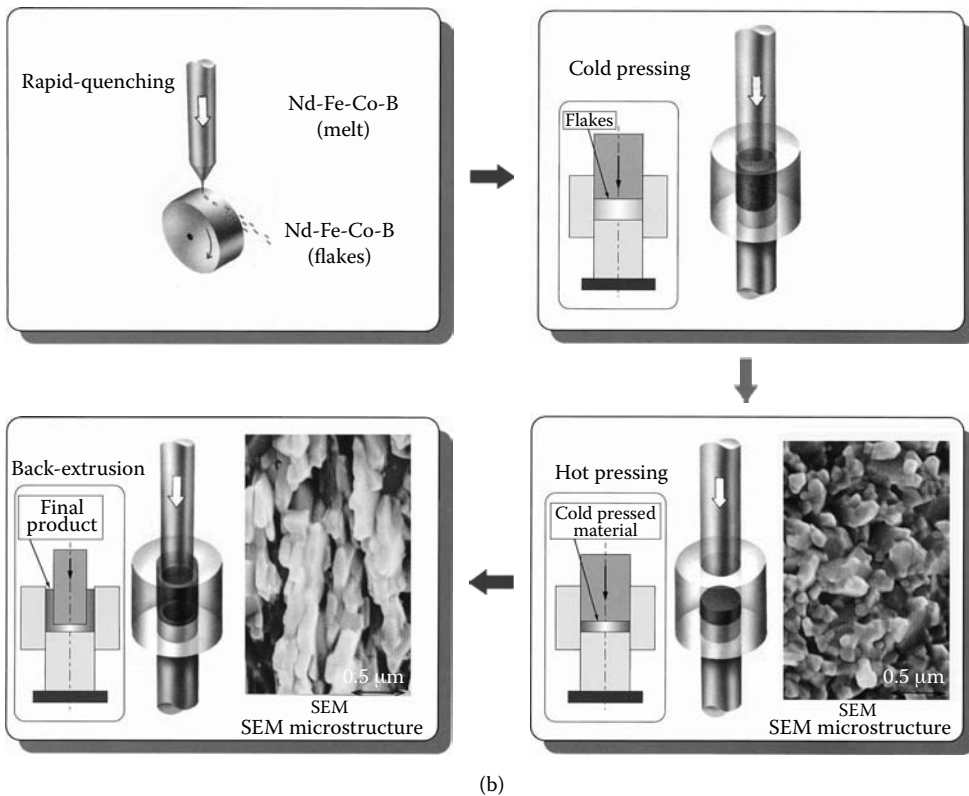 Rapid-quenching
Nd-Fe-Co-B
(melt)
Nd-Fe-Co-B
(flakes)
Cold pressing
Flakes
Back-extrusion
Final
product
0.5 μm
SEM
SEM microstructure
Hot pressing
Cold pressed
material
0.5 μm
SEM
SEM microstructure
(b)